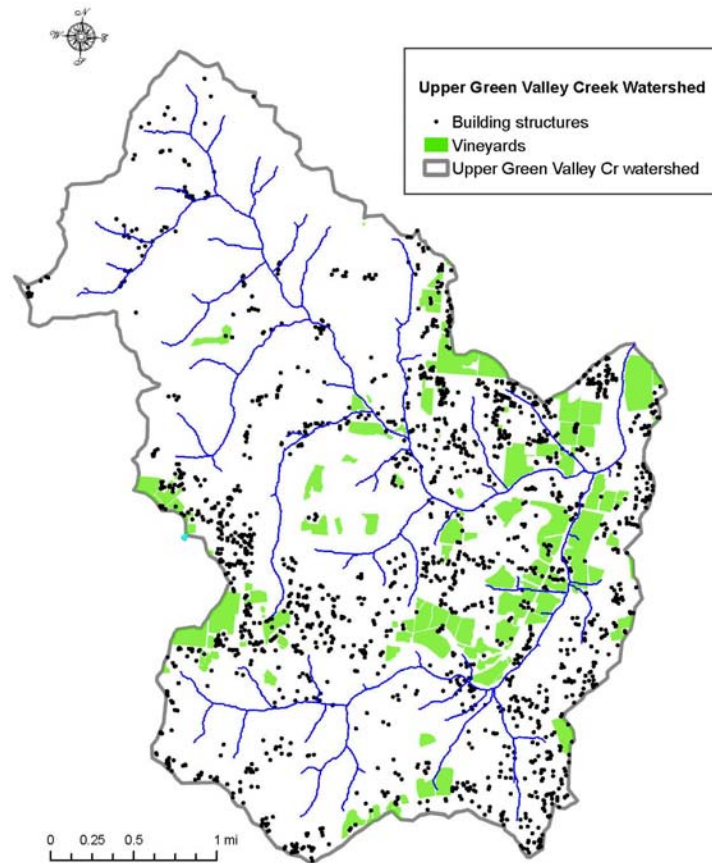 N
W
E
S
Upper Green Valley Creek Watershed
Building structures
Vineyards
Upper Green Valley Cr watershed
0 0.25 0.5 1 mi